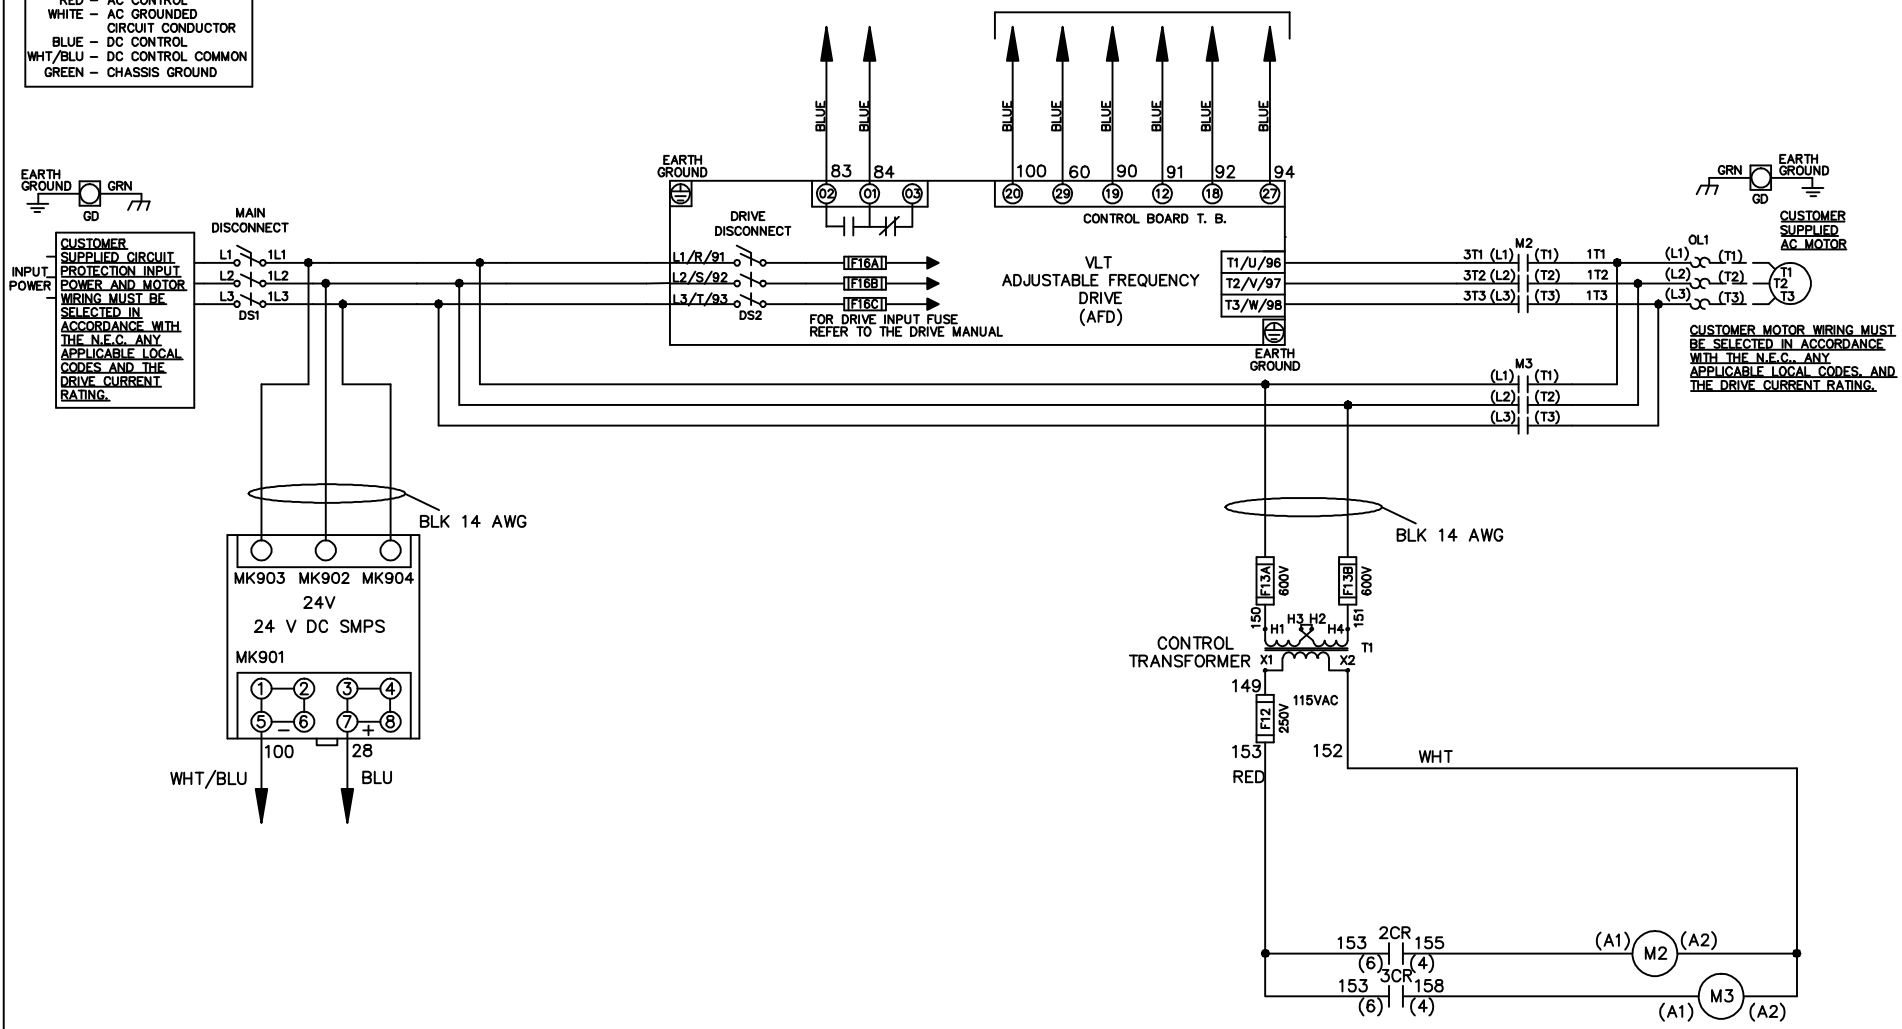 RED – AC CONTROL
WHITE – AC GROUNDED
CIRCUIT CONDUCTOR
BLUE – DC CONTROL
WHT/BLU – DC CONTROL COMMON
GREEN – CHASSIS GROUND
EARTH
GROUND
GRN
GD
CUSTOMER
SUPPLIED CIRCUIT
PROTECTION INPUT
POWER AND MOTOR
WIRING MUST BE
SELECTED IN
ACCORDANCE WITH
THE N.E.C. ANY
APPLICABLE LOCAL
CODES AND THE
DRIVE CURRENT
RATING.
INPUT
POWER
MAIN
DISCONNECT
L1 1L1
L2 1L2
L3 1L3
DS1
EARTH
GROUND
BLUE BLUE
83 84
02 01 03
BLUE BLUE BLUE BLUE BLUE BLUE
100 60 90 91 92 94
20 29 19 12 18 27
CONTROL BOARD T. B.
DRIVE
DISCONNECT
L1/R/91
L2/S/92
L3/T/93
DS2
F16A
F16B
F16C
FOR DRIVE INPUT FUSE
REFER TO THE DRIVE MANUAL
VLT
ADJUSTABLE FREQUENCY
DRIVE
(AFD)
T1/U/96
T2/V/97
T3/W/98
EARTH
GROUND
M2
3T1 (L1) (T1) 1T1
3T2 (L2) (T2) 1T2
3T3 (L3) (T3) 1T3
OL1
(L1) (T1)
(L2) (T2)
(L3) (T3)
T1
T2
T3
GRN
EARTH
GROUND
GD
CUSTOMER
SUPPLIED
AC MOTOR
CUSTOMER MOTOR WIRING MUST
BE SELECTED IN ACCORDANCE
WITH THE N.E.C., ANY
APPLICABLE LOCAL CODES, AND
THE DRIVE CURRENT RATING.
M3
(L1) (T1)
(L2) (T2)
(L3) (T3)
BLK 14 AWG
MK903 MK902 MK904
24V
24 V DC SMPS
MK901
1 2 3 4
5 6 7 8
– +
100 28
WHT/BLU BLU
BLK 14 AWG
F13A 600V
F13B 600V
150 151
H1 H3 H2 H4
CONTROL
TRANSFORMER
X1 X2 T1
149
115VAC
F12 250V
153 152
RED
WHT
2CR
153 155
(6) (4)
(A1) M2 (A2)
3CR
153 158
(6) (4)
(A1) M3 (A2)